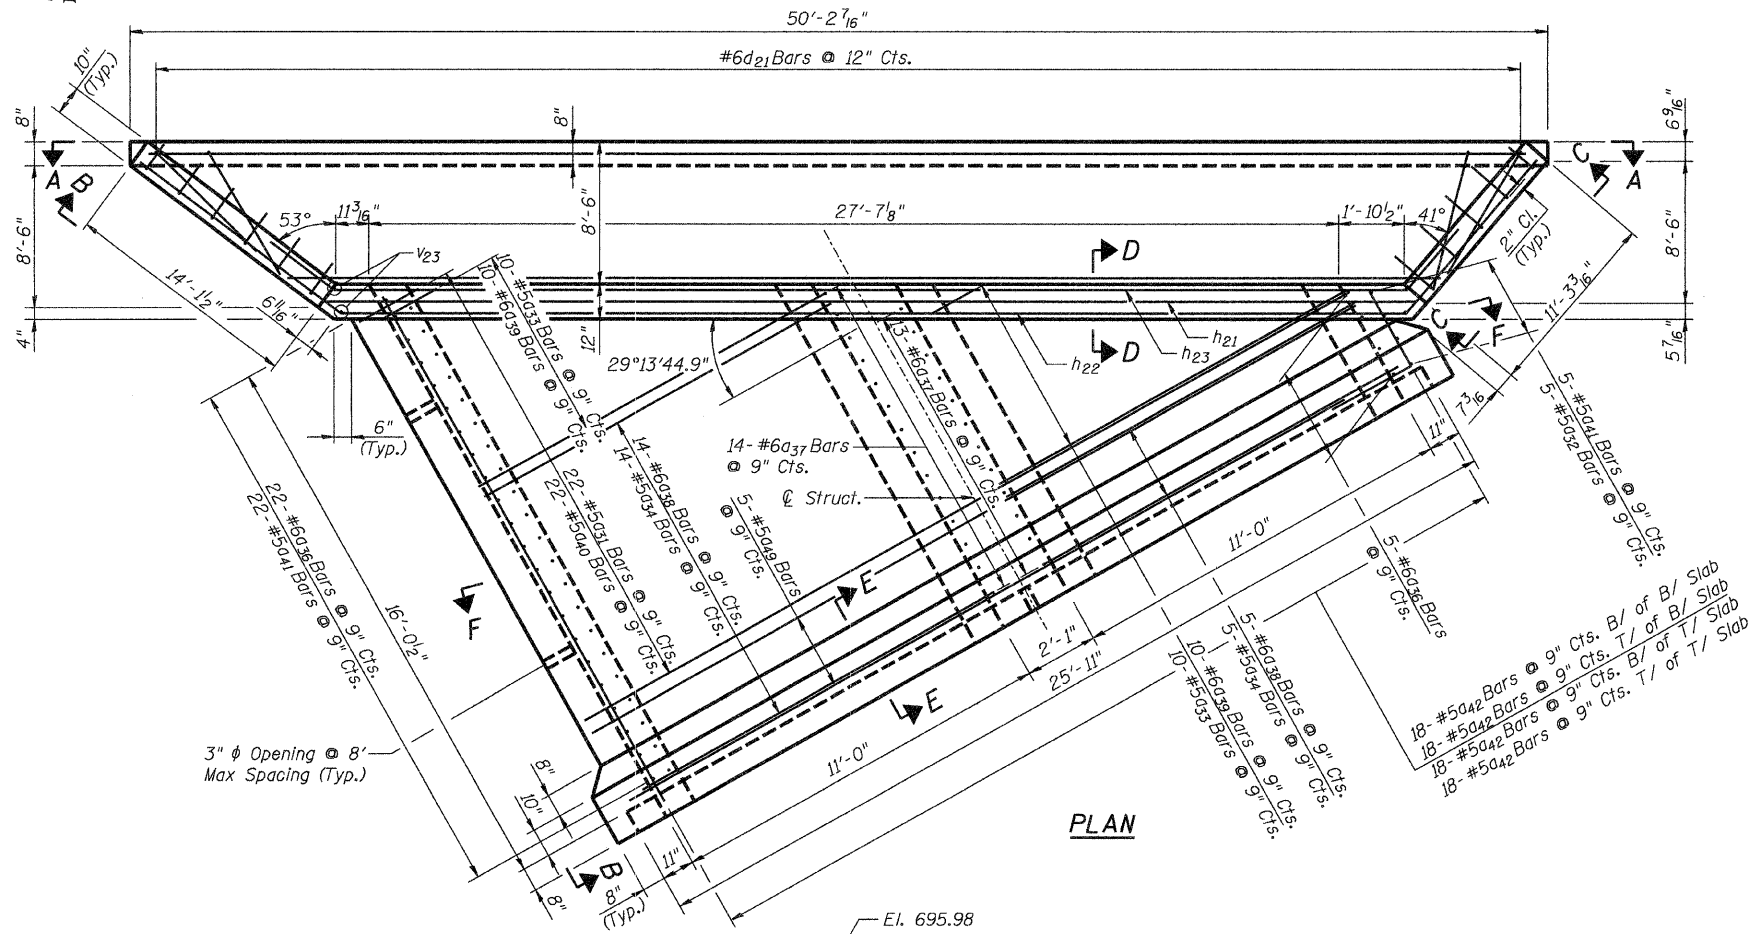 50'-2 7/16"
#6d21 Bars @ 12" Cts.
10"
(Typ.)
8"
8"
6 9/16"
A
B
C
A
53°
11 3/16"
8'-6"
27'-7 1/8"
1'-10 1/2"
41°
2" Cl.
(Typ.)
8'-6"
8'-6"
v23
D
14'-1 1/2"
6 11/16"
11'-3 3/16"
4"
12"
10- #5a33 Bars @ 9" Cts.
10- #6a39 Bars @ 9" Cts.
29°13'44.9"
13- #6a37 Bars @ 9" Cts.
D
h21
h23
h22
C
F
5 7/16"
7 3/16"
6"
(Typ.)
14- #6a37 Bars
@ 9" Cts.
℄ Struct.
11"
5- #5a41 Bars @ 9" Cts.
5- #5a32 Bars @ 9" Cts.
22- #6a36 Bars @ 9" Cts.
22- #5a41 Bars @ 9" Cts.
22- #5a31 Bars @ 9" Cts.
22- #5a40 Bars @ 9" Cts.
14- #6a38 Bars @ 9" Cts.
14- #5a34 Bars @ 9" Cts.
5- #5a49 Bars
@ 9" Cts.
11'-0"
5- #6a36 Bars
@ 9" Cts.
F
E
16'-0 1/2"
2'-1"
25'-11"
E
5- #6a38 Bars @ 9" Cts.
5- #5a34 Bars @ 9" Cts.
10- #6a39 Bars @ 9" Cts.
10- #5a33 Bars @ 9" Cts.
18- #5a42 Bars @ 9" Cts. B/ of B/ Slab
18- #5a42 Bars @ 9" Cts. T/ of B/ Slab
18- #5a42 Bars @ 9" Cts. B/ of T/ Slab
18- #5a42 Bars @ 9" Cts. T/ of T/ Slab
3" ϕ Opening @ 8'
Max Spacing (Typ.)
11'-0"
8"
10"
PLAN
B
11"
8"
8"
(Typ.)
El. 695.98